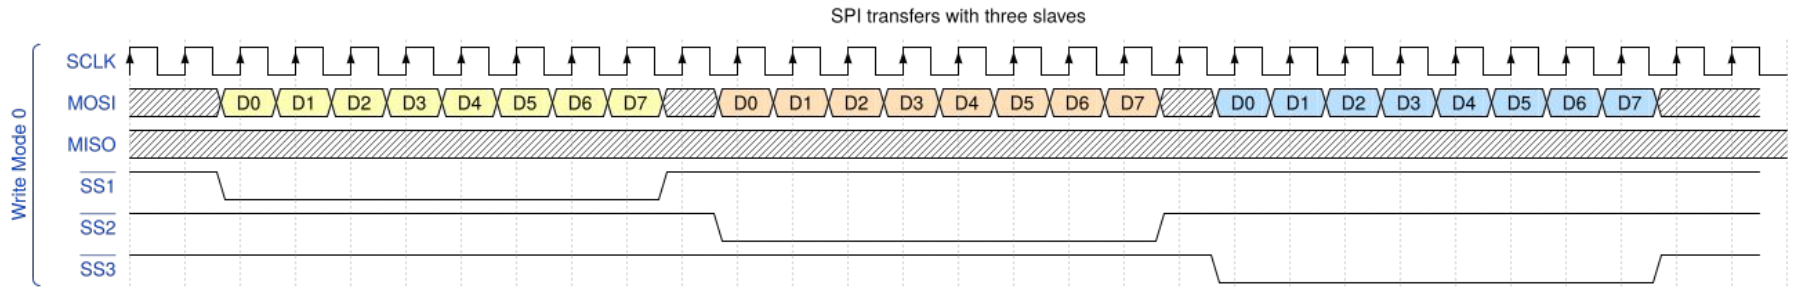 SPI transfers with three slaves
Write Mode 0
SCLK
MOSI D0 D1 D2 D3 D4 D5 D6 D7 D0 D1 D2 D3 D4 D5 D6 D7 D0 D1 D2 D3 D4 D5 D6 D7
MISO
SS1
SS2
SS3